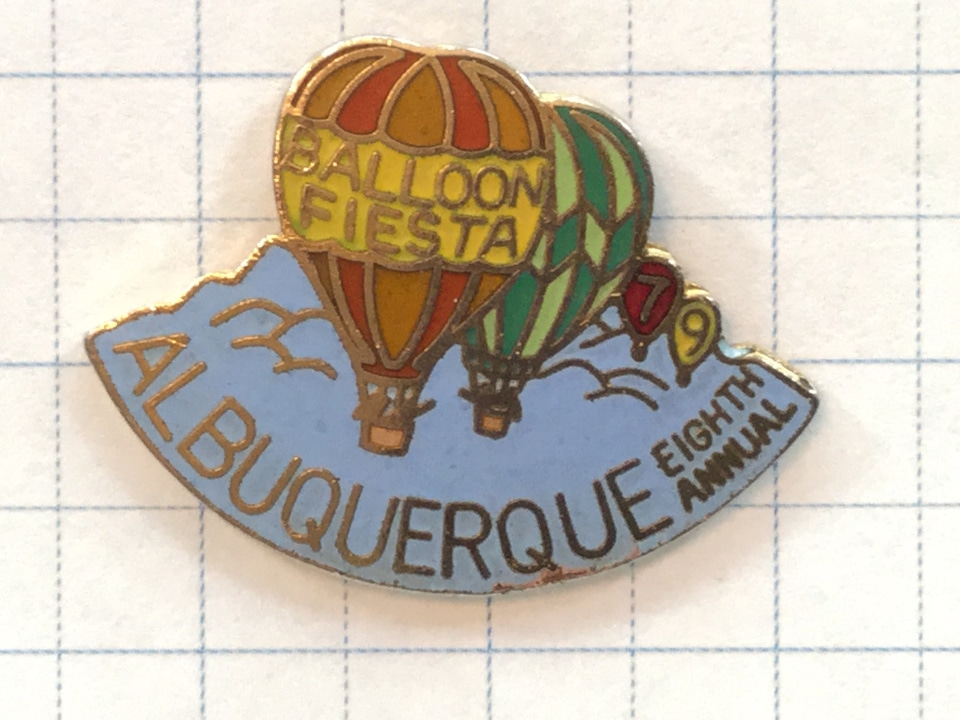 BALLOON
FIESTA
7
9
ALBUQUERQUE
EIGHTH
ANNUAL